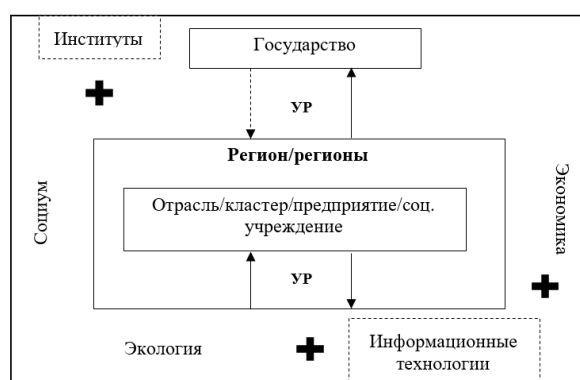 Институты
Государство
УР
Регион/регионы
Отрасль/кластер/предприятие/соц.
учреждение
УР
Социум
Экономика
Экология
Информационные
технологии